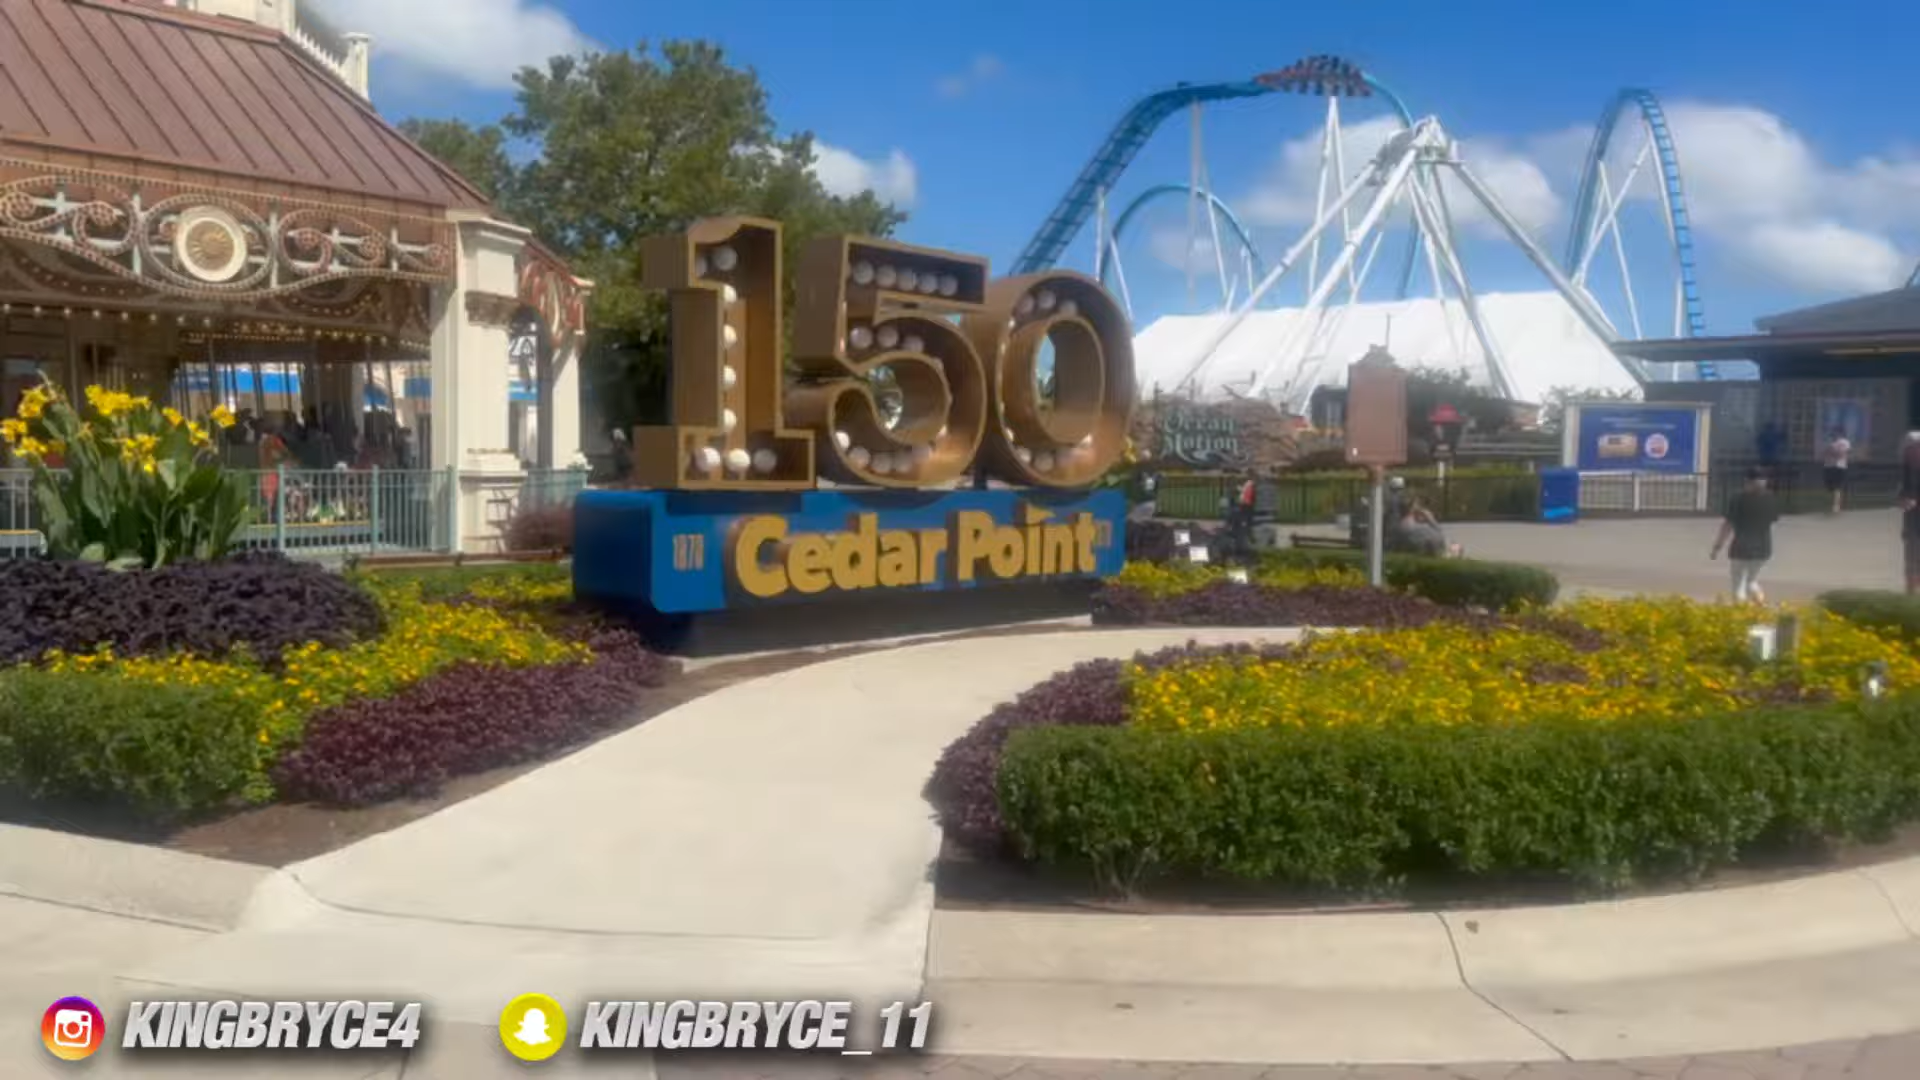 150
1870
Cedar Point
Ocean
Motion
KINGBRYCE4
KINGBRYCE_11